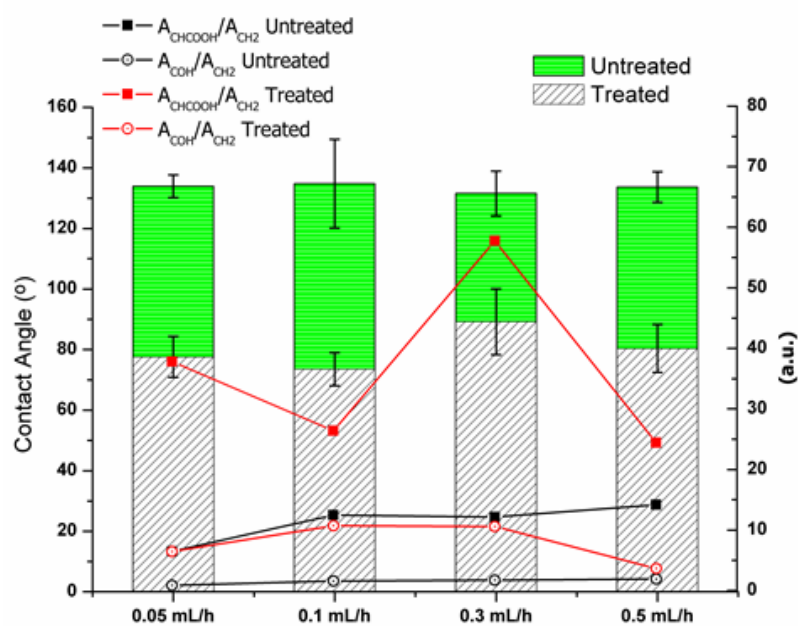 A_CHCOOH/A_CH2 Untreated
A_COH/A_CH2 Untreated
A_CHCOOH/A_CH2 Treated
A_COH/A_CH2 Treated
Untreated
Treated
160
140
120
100
80
60
40
20
0
Contact Angle (º)
80
70
60
50
40
30
20
10
0
(a.u.)
0.05 mL/h 0.1 mL/h 0.3 mL/h 0.5 mL/h